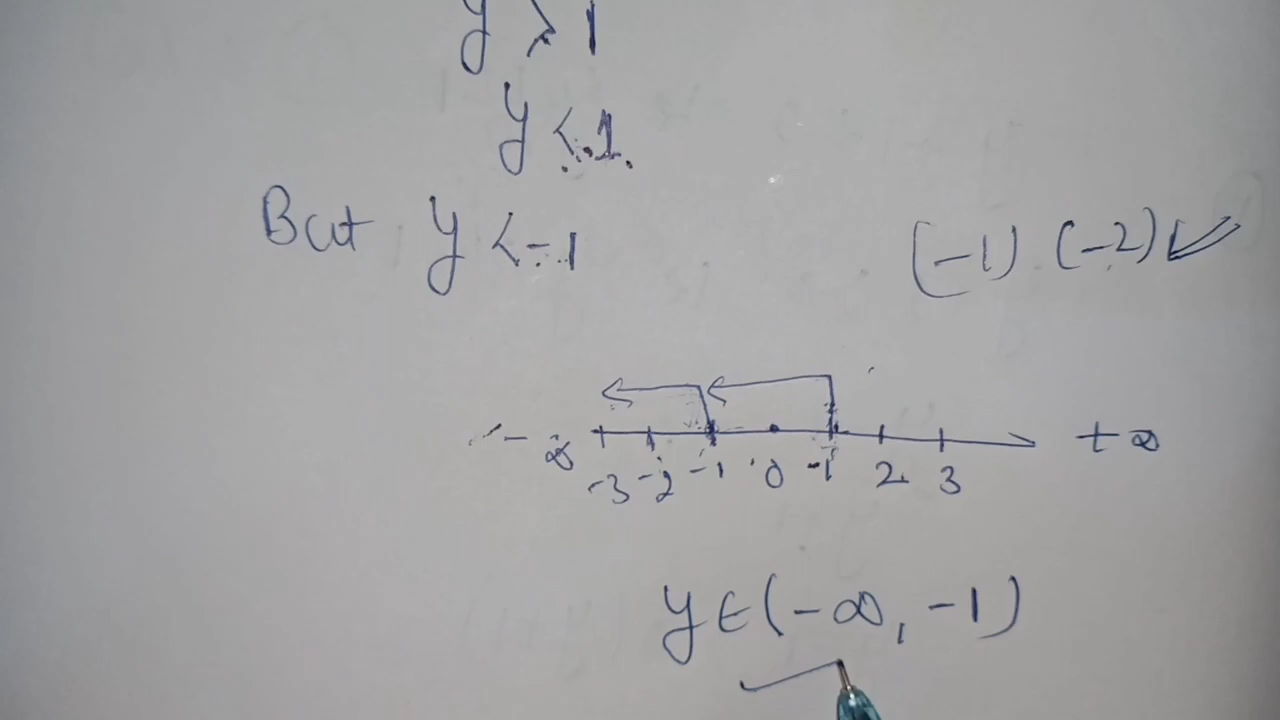 y > 1
y < 1
But y < -1
(-1) (-2)
- ∞ -3 -2 -1 0 1 2 3 + ∞
y ∈ (-∞, -1)